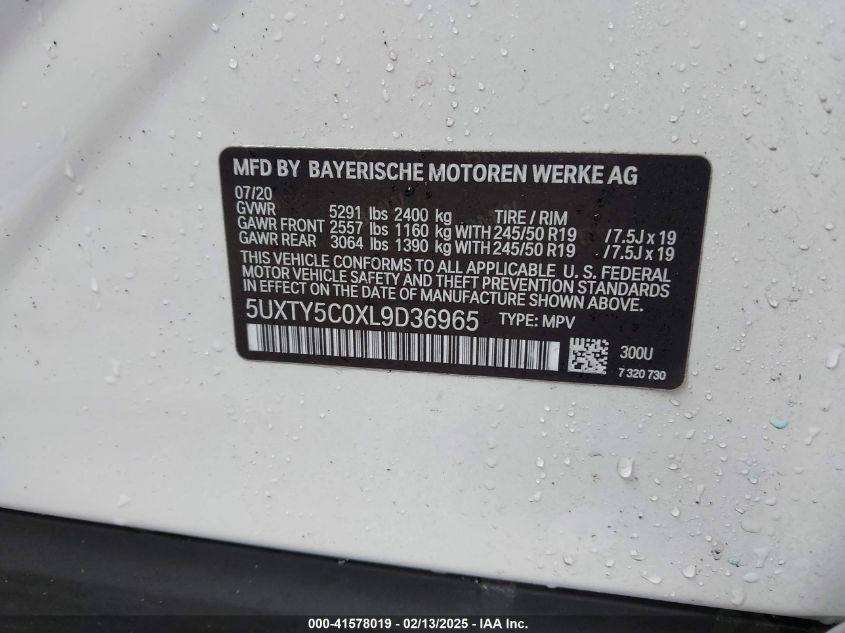 MFD BY BAYERISCHE MOTOREN WERKE AG
07/20
GVWR 5291 lbs 2400 kg TIRE / RIM
GAWR FRONT 2557 lbs 1160 kg WITH 245/50 R19 /7.5J x 19
GAWR REAR 3064 lbs 1390 kg WITH 245/50 R19 /7.5J x 19
THIS VEHICLE CONFORMS TO ALL APPLICABLE U. S. FEDERAL
MOTOR VEHICLE SAFETY AND THEFT PREVENTION STANDARDS
IN EFFECT ON THE DATE OF MANUFACTURE SHOWN ABOVE.
5UXTY5C0XL9D36965 TYPE: MPV
300U
7 320 730
000-41578019 - 02/13/2025 - IAA Inc.